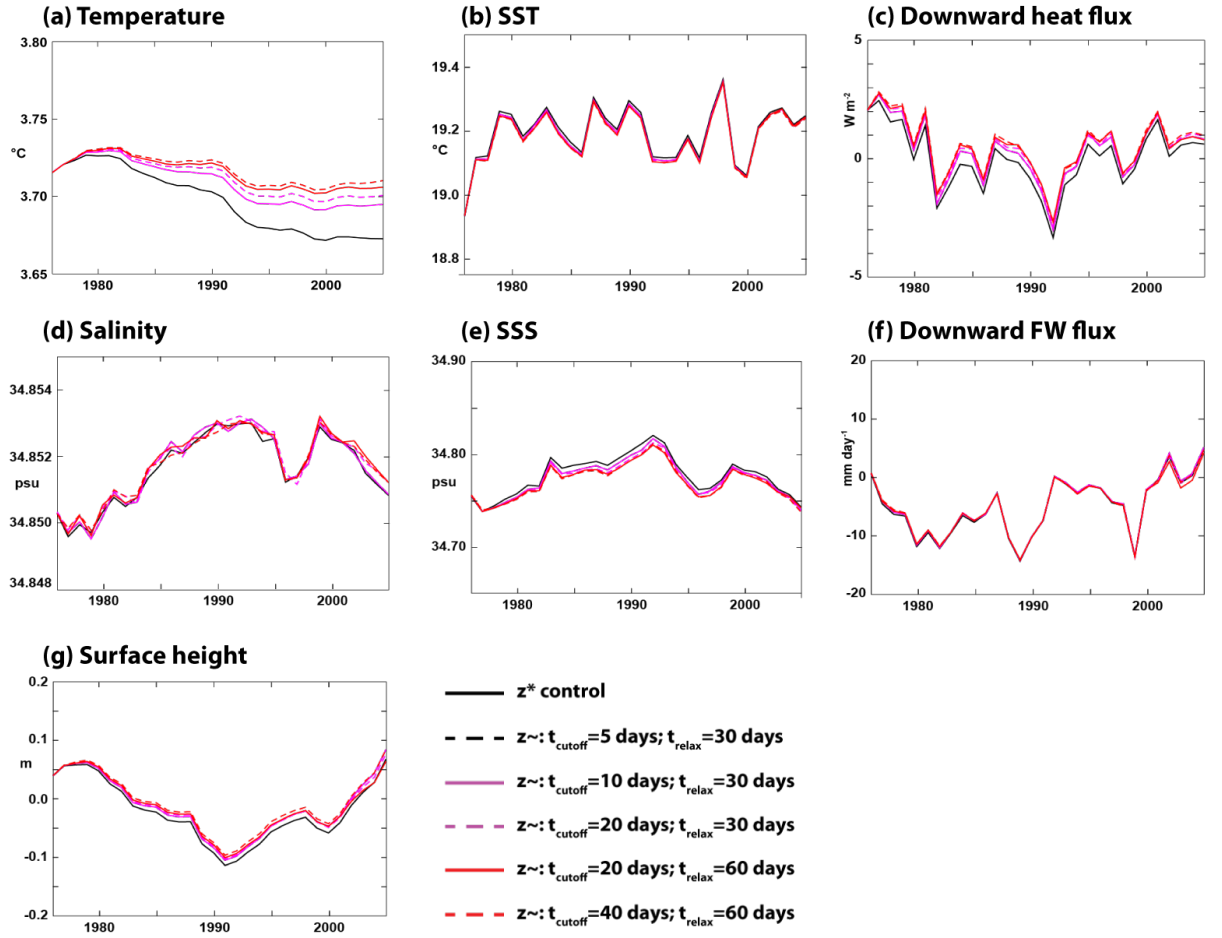 (a) Temperature
3.80
3.75
°C
3.70
3.65
1980 1990 2000
(b) SST
19.4
19.2
°C
19.0
18.8
1980 1990 2000
(c) Downward heat flux
5
W m⁻²
0
-5
1980 1990 2000
(d) Salinity
34.854
34.852
psu
34.850
34.848
1980 1990 2000
(e) SSS
34.90
34.80
psu
34.70
1980 1990 2000
(f) Downward FW flux
20
10
mm day⁻¹
0
-10
-20
1980 1990 2000
(g) Surface height
0.2
0.1
m
0.0
-0.1
-0.2
1980 1990 2000
z* control
z~: tcutoff=5 days; trelax=30 days
z~: tcutoff=10 days; trelax=30 days
z~: tcutoff=20 days; trelax=30 days
z~: tcutoff=20 days; trelax=60 days
z~: tcutoff=40 days; trelax=60 days